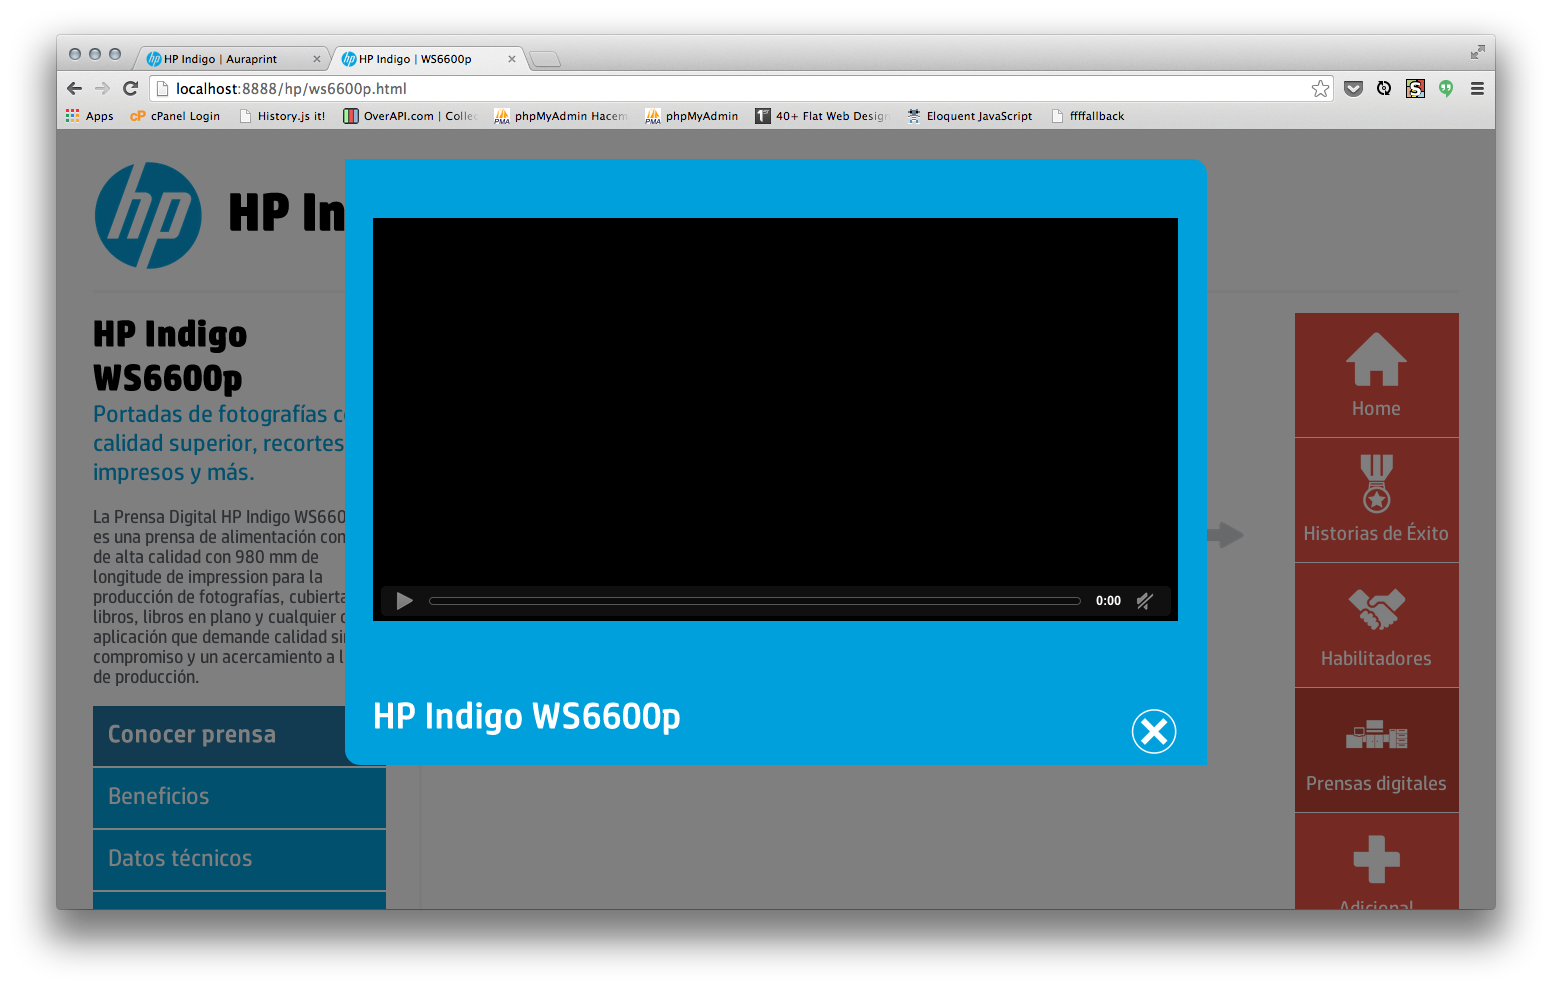 HP Indigo | Auraprint
HP Indigo | WS6600p
localhost:8888/hp/ws6600p.html
Apps
cPanel Login
History.js it!
OverAPI.com | Collec
phpMyAdmin Hacem
phpMyAdmin
40+ Flat Web Design
Eloquent JavaScript
ffffallback
hp
HP In
HP Indigo
WS6600p
Portadas de fotografías c
calidad superior, recortes
impresos y más.
La Prensa Digital HP Indigo WS660
es una prensa de alimentación con
de alta calidad con 980 mm de
longitude de impression para la
producción de fotografías, cubierta
libros, libros en plano y cualquier
aplicación que demande calidad si
compromiso y un acercamiento a l
de producción.
Conocer prensa
Beneficios
Datos técnicos
0:00
HP Indigo WS6600p
Home
Historias de Éxito
Habilitadores
Prensas digitales
Adicional